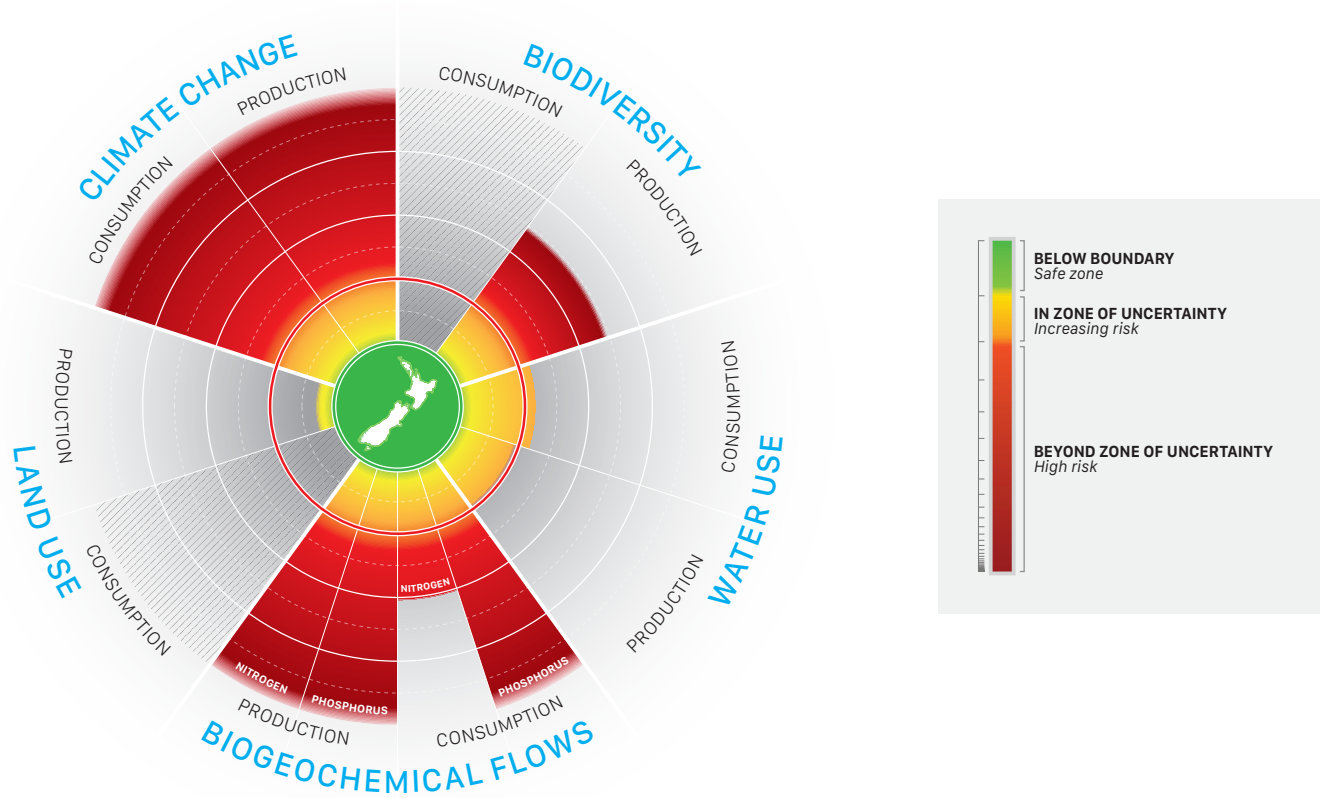 CLIMATE CHANGE
PRODUCTION
CONSUMPTION
BIODIVERSITY
CONSUMPTION
PRODUCTION
WATER USE
CONSUMPTION
PRODUCTION
BIOGEOCHEMICAL FLOWS
CONSUMPTION
NITROGEN
PHOSPHORUS
PRODUCTION
NITROGEN
PHOSPHORUS
LAND USE
PRODUCTION
CONSUMPTION
BELOW BOUNDARY
Safe zone
IN ZONE OF UNCERTAINTY
Increasing risk
BEYOND ZONE OF UNCERTAINTY
High risk